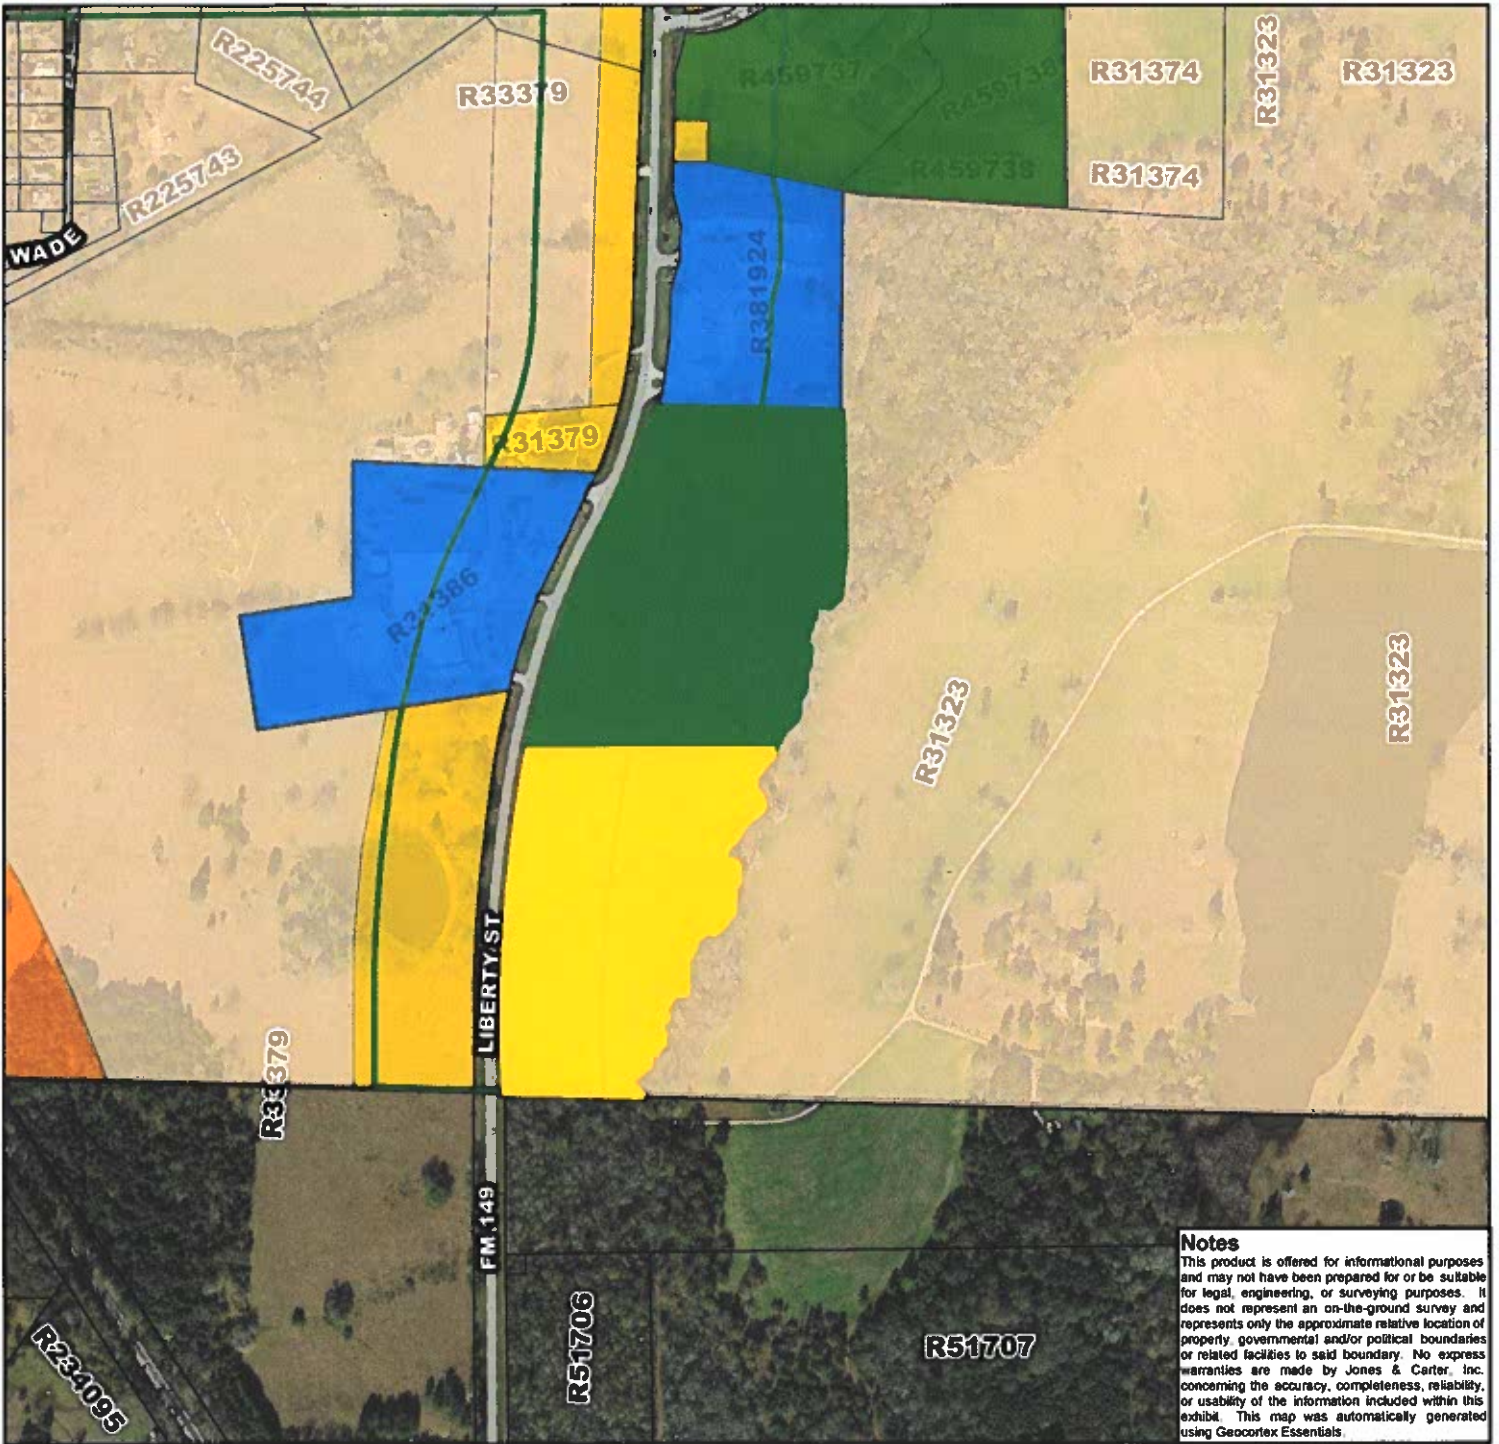 R225744
R33379
R459737
R459738
R31374
R31323
R31323
R225743
R459738
R31374
WADE
R381924
R31379
R31386
R31323
R31323
LIBERTY ST
R33379
FM 149
R51706
R51707
R234095
Notes
This product is offered for informational purposes
and may not have been prepared for or be suitable
for legal, engineering, or surveying purposes. It
does not represent an on-the-ground survey and
represents only the approximate relative location of
property, governmental and/or political boundaries
or related facilities to said boundary. No express
warranties are made by Jones & Carter, Inc.
concerning the accuracy, completeness, reliability,
or usability of the information included within this
exhibit. This map was automatically generated
using Geocortex Essentials.